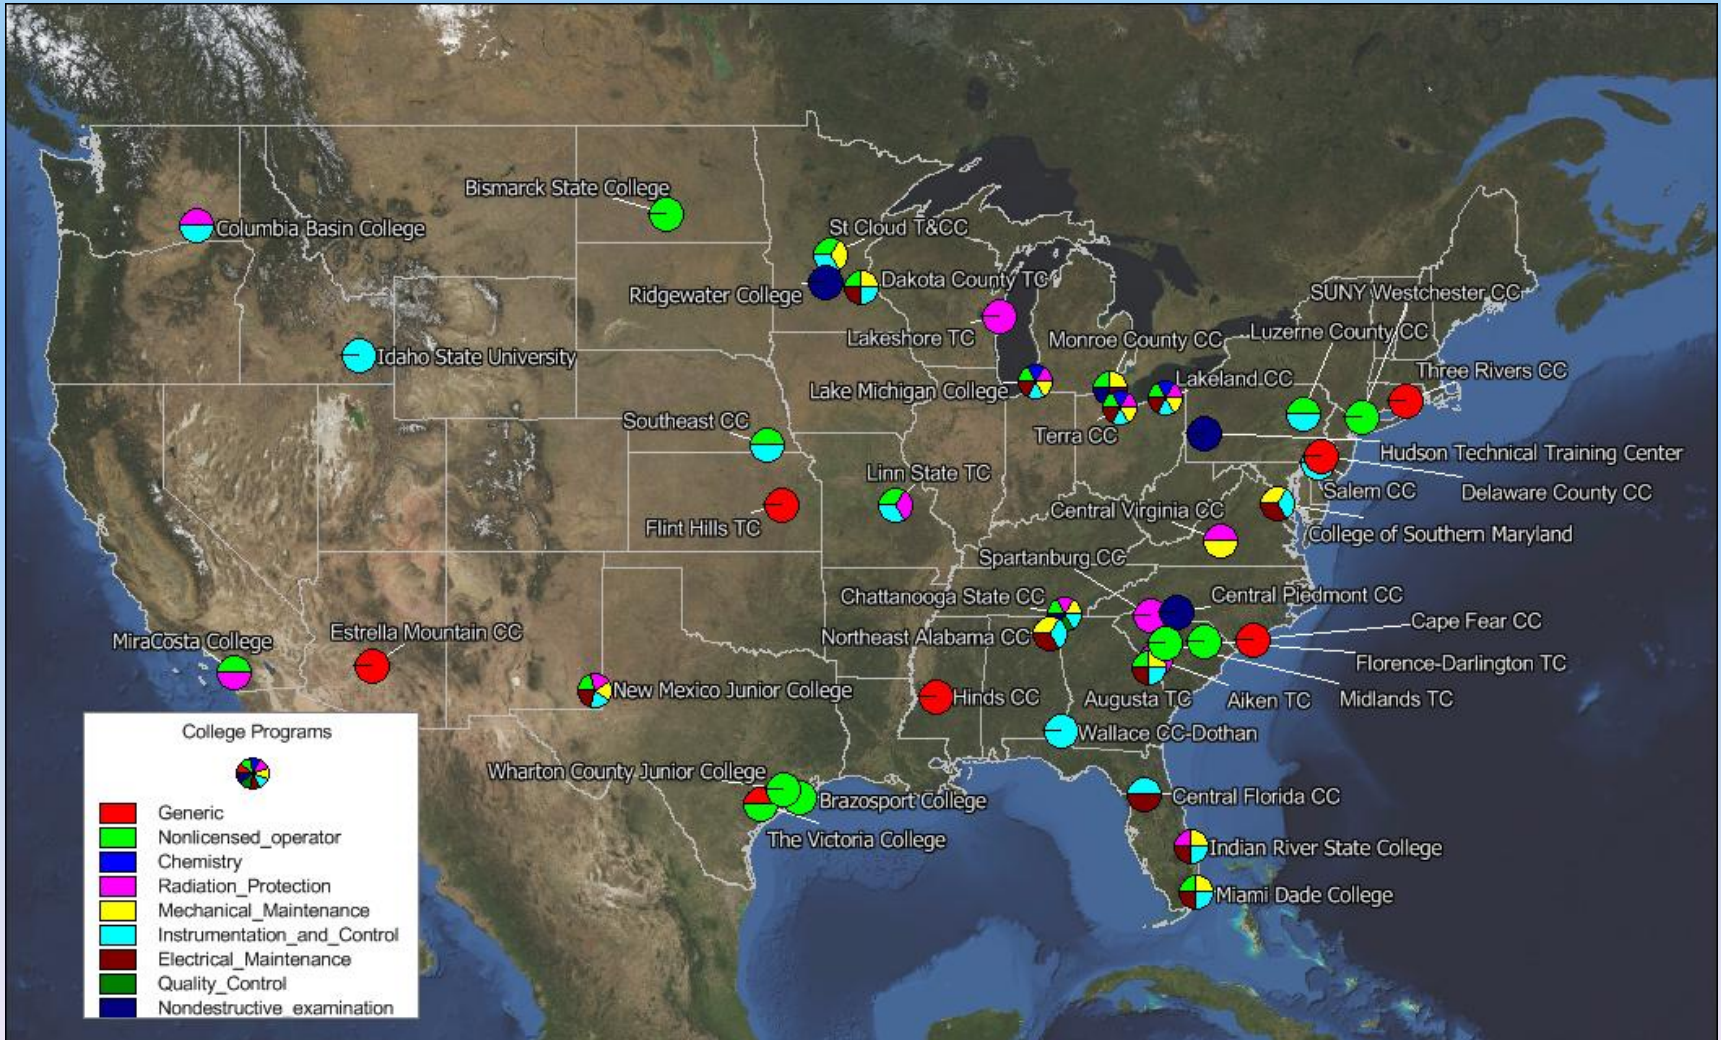 Bismarck State College
Columbia Basin College
St Cloud T&CC
Dakota County TC
Ridgewater College
SUNY Westchester CC
Lakeshore TC
Monroe County CC
Luzerne County CC
Idaho State University
Three Rivers CC
Lake Michigan College
Lakeland CC
Southeast CC
Terra CC
Hudson Technical Training Center
Linn State TC
Salem CC
Delaware County CC
Flint Hills TC
Central Virginia CC
College of Southern Maryland
Spartanburg CC
Chattanooga State CC
Central Piedmont CC
Cape Fear CC
MiraCosta College
Estrella Mountain CC
Northeast Alabama CC
Florence-Darlington TC
New Mexico Junior College
Hinds CC
Augusta TC
Aiken TC
Midlands TC
Wallace CC-Dothan
Wharton County Junior College
Brazosport College
Central Florida CC
The Victoria College
Indian River State College
Miami Dade College
College Programs
Generic
Nonlicensed_operator
Chemistry
Radiation_Protection
Mechanical_Maintenance
Instrumentation_and_Control
Electrical_Maintenance
Quality_Control
Nondestructive_examination